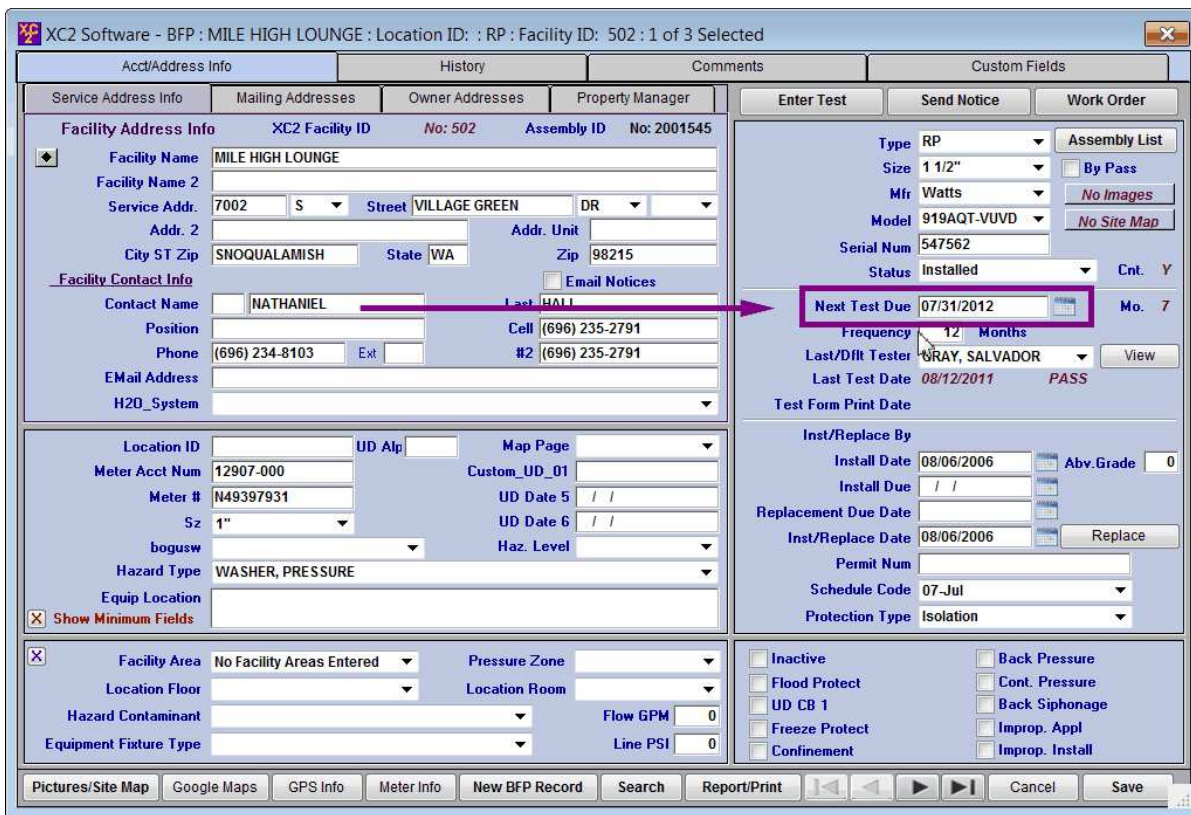 XC2 Software - BFP : MILE HIGH LOUNGE : Location ID: : RP : Facility ID: 502 : 1 of 3 Selected
Acct/Address Info History Comments Custom Fields
Service Address Info Mailing Addresses Owner Addresses Property Manager
Facility Address Info XC2 Facility ID No: 502 Assembly ID No: 2001545
Facility Name MILE HIGH LOUNGE
Facility Name 2
Service Addr. 7002 S Street VILLAGE GREEN DR
Addr. 2 Addr. Unit
City ST Zip SNOQUALAMISH State WA Zip 98215
Facility Contact Info Email Notices
Contact Name NATHANIEL Last HALL
Position Cell (696) 235-2791
Phone (696) 234-8103 Ext #2 (696) 235-2791
EMail Address
H2O_System
Location ID UD Alp Map Page
Meter Acct Num 12907-000 Custom_UD_01
Meter # N49397931 UD Date 5 / /
Sz 1" UD Date 6 / /
bogusw Haz. Level
Hazard Type WASHER, PRESSURE
Equip Location
X Show Minimum Fields
X Facility Area No Facility Areas Entered Pressure Zone
Location Floor Location Room
Hazard Contaminant Flow GPM 0
Equipment Fixture Type Line PSI 0
Enter Test Send Notice Work Order
Type RP Assembly List
Size 1 1/2" By Pass
Mfr Watts No Images
Model 919AQT-VUVD No Site Map
Serial Num 547562
Status Installed Cnt. Y
Next Test Due 07/31/2012 Mo. 7
Frequency 12 Months
Last/Dflt Tester GRAY, SALVADOR View
Last Test Date 08/12/2011 PASS
Test Form Print Date
Inst/Replace By
Install Date 08/06/2006 Abv.Grade 0
Install Due / /
Replacement Due Date
Inst/Replace Date 08/06/2006 Replace
Permit Num
Schedule Code 07-Jul
Protection Type Isolation
Inactive Back Pressure
Flood Protect Cont. Pressure
UD CB 1 Back Siphonage
Freeze Protect Improp. Appl
Confinement Improp. Install
Pictures/Site Map Google Maps GPS Info Meter Info New BFP Record Search Report/Print Cancel Save